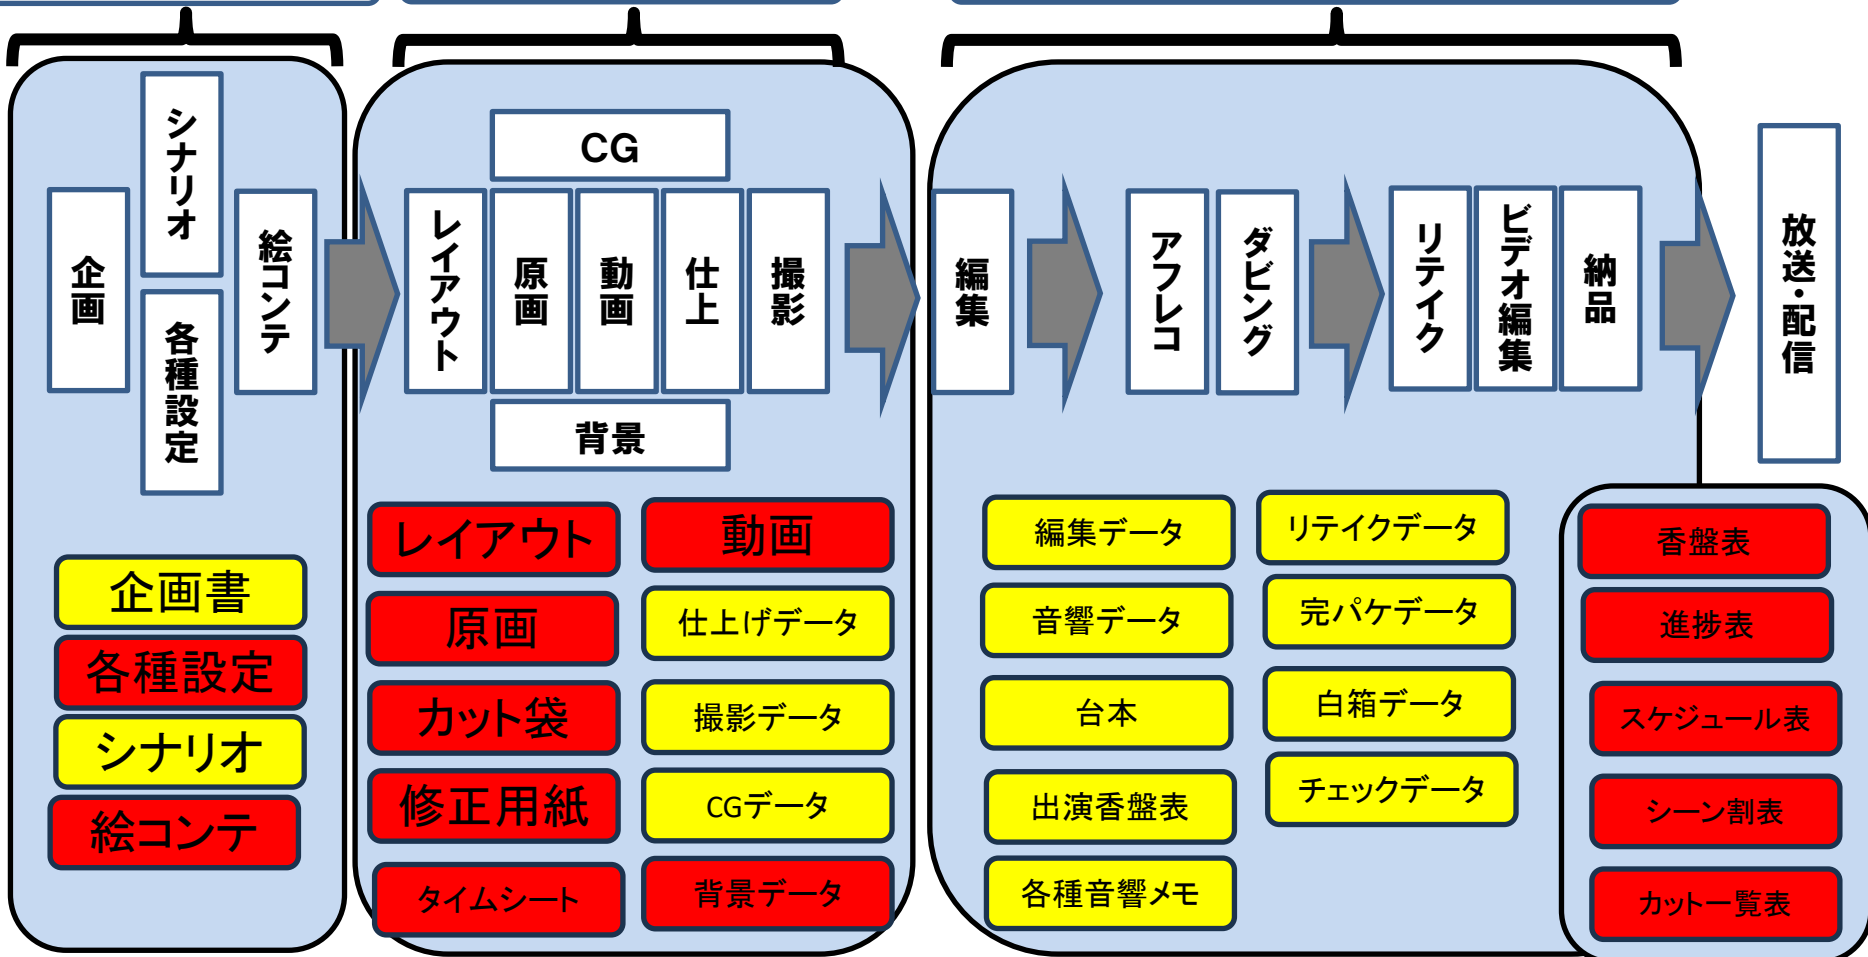 企画
シナリオ
各種設定
絵コンテ
CG
レイアウト
原画
動画
仕上
撮影
背景
編集
アフレコ
ダビング
リテイク
ビデオ編集
納品
放送・配信
企画書
各種設定
シナリオ
絵コンテ
レイアウト
原画
カット袋
修正用紙
タイムシート
動画
仕上げデータ
撮影データ
CGデータ
背景データ
編集データ
音響データ
台本
出演香盤表
各種音響メモ
リテイクデータ
完パケデータ
白箱データ
チェックデータ
香盤表
進捗表
スケジュール表
シーン割表
カット一覧表